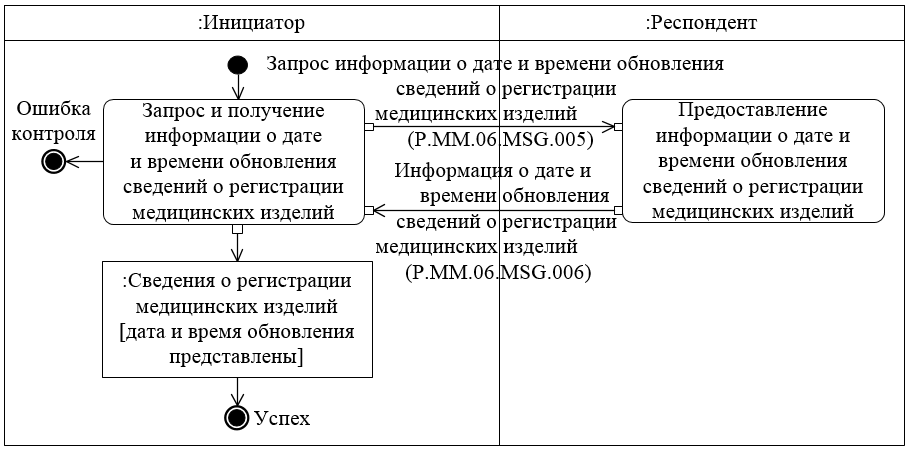 :Инициатор
:Респондент
Запрос информации о дате и времени обновления
сведений о регистрации
медицинских изделий
(P.MM.06.MSG.005)
Ошибка
контроля
Запрос и получение
информации о дате
и времени обновления
сведений о регистрации
медицинских изделий
Предоставление
информации о дате и
времени обновления
сведений о регистрации
медицинских изделий
Информация о дате и
времени обновления
сведений о регистрации
медицинских изделий
(P.MM.06.MSG.006)
:Сведения о регистрации
медицинских изделий
[дата и время обновления
представлены]
Успех